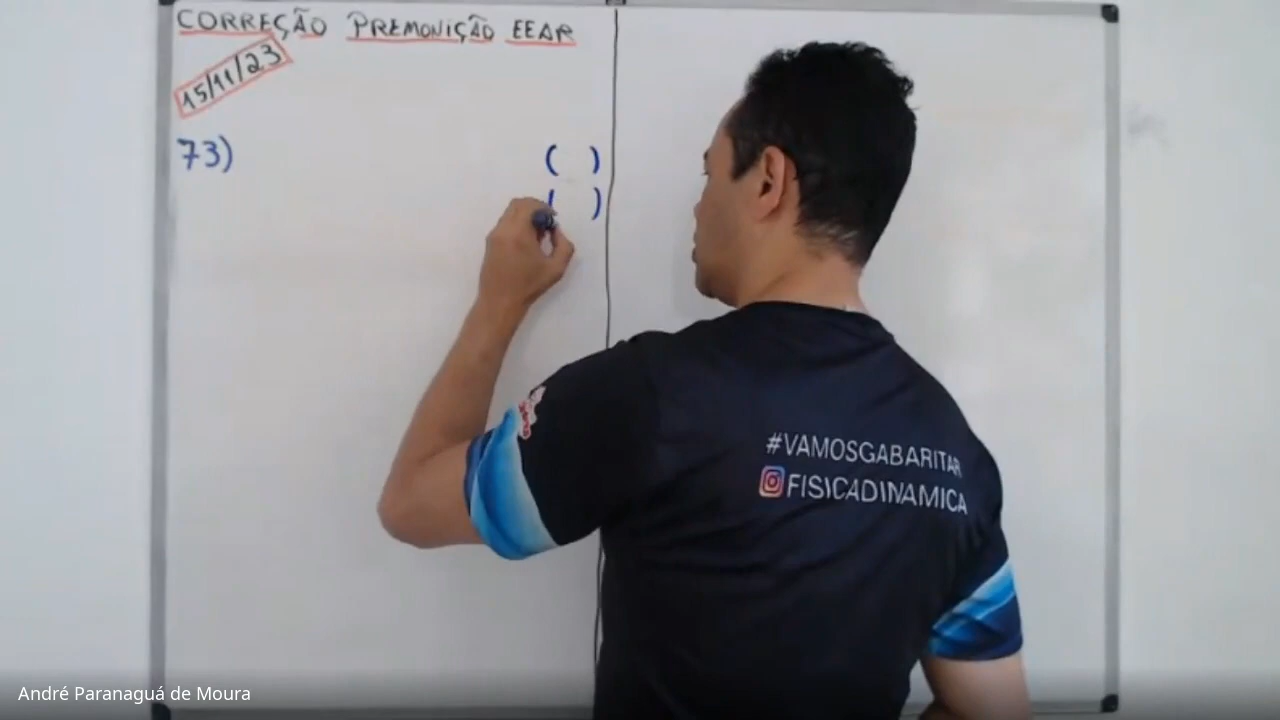 CORREÇÃO PREMONIÇÃO EEAR
15/11/23
73) ( )
( )
#VAMOSGABARITAR
FISICADINAMICA
André Paranaguá de Moura